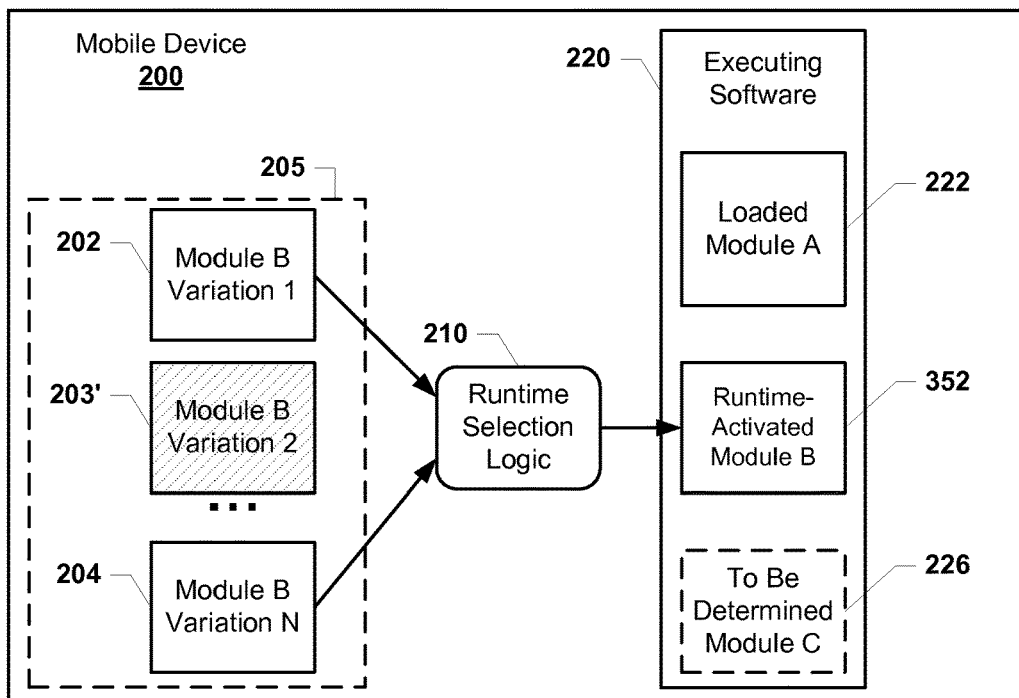 Mobile Device
200
220
Executing
Software
205
202
Module B
Variation 1
222
Loaded
Module A
210
203'
Module B
Variation 2
Runtime
Selection
Logic
352
Runtime-
Activated
Module B
...
204
Module B
Variation N
226
To Be
Determined
Module C